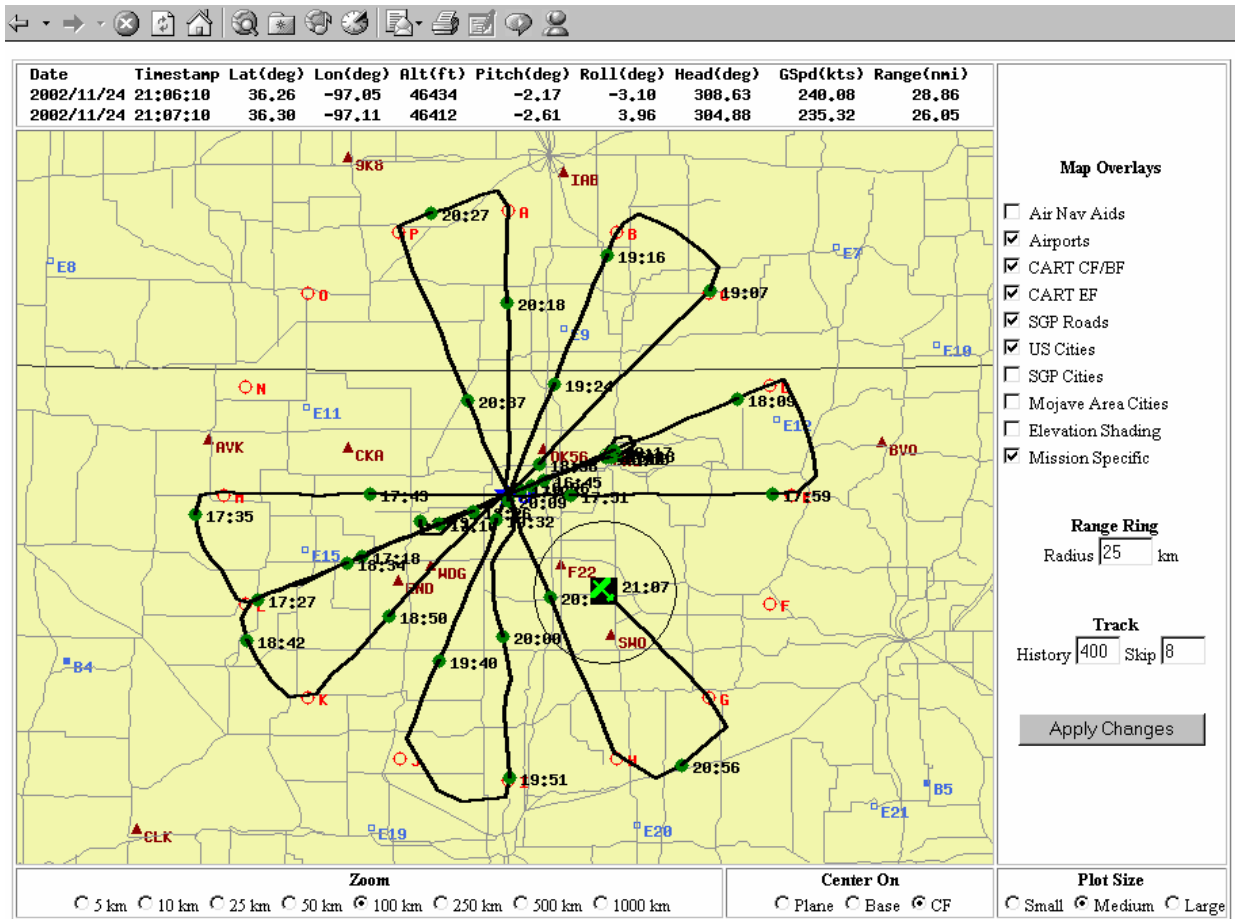 Date Timestamp Lat(deg) Lon(deg) Alt(ft) Pitch(deg) Roll(deg) Head(deg) GSpd(kts) Range(nmi)
2002/11/24 21:06:10 36.26 -97.05 46434 -2.17 -3.10 308.63 240.08 28.86
2002/11/24 21:07:10 36.30 -97.11 46412 -2.61 3.96 304.88 235.32 26.05
9K8
IAB
20:27
A
P
B
19:16
E7
E8
O
19:07
20:18
E9
E10
N
19:24
D
18:09
20:37
E11
E12
AVK
CKA
DK56
BVO
16:45
M
17:43
17:51
17:59
E
17:35
20:09
19:32
E15
17:18
18:34
WDG
END
F22
21:07
17:27
L
F
18:50
20:00
SWO
18:42
B4
19:40
K
G
J
H
20:56
19:51
B5
E21
CLK
E19
E20
Map Overlays
Air Nav Aids
Airports
CART CF/BF
CART EF
SGP Roads
US Cities
SGP Cities
Mojave Area Cities
Elevation Shading
Mission Specific
Range Ring
Radius 25 km
Track
History 400 Skip 8
Apply Changes
Zoom
5 km 10 km 25 km 50 km 100 km 250 km 500 km 1000 km
Center On
Plane Base CF
Plot Size
Small Medium Large